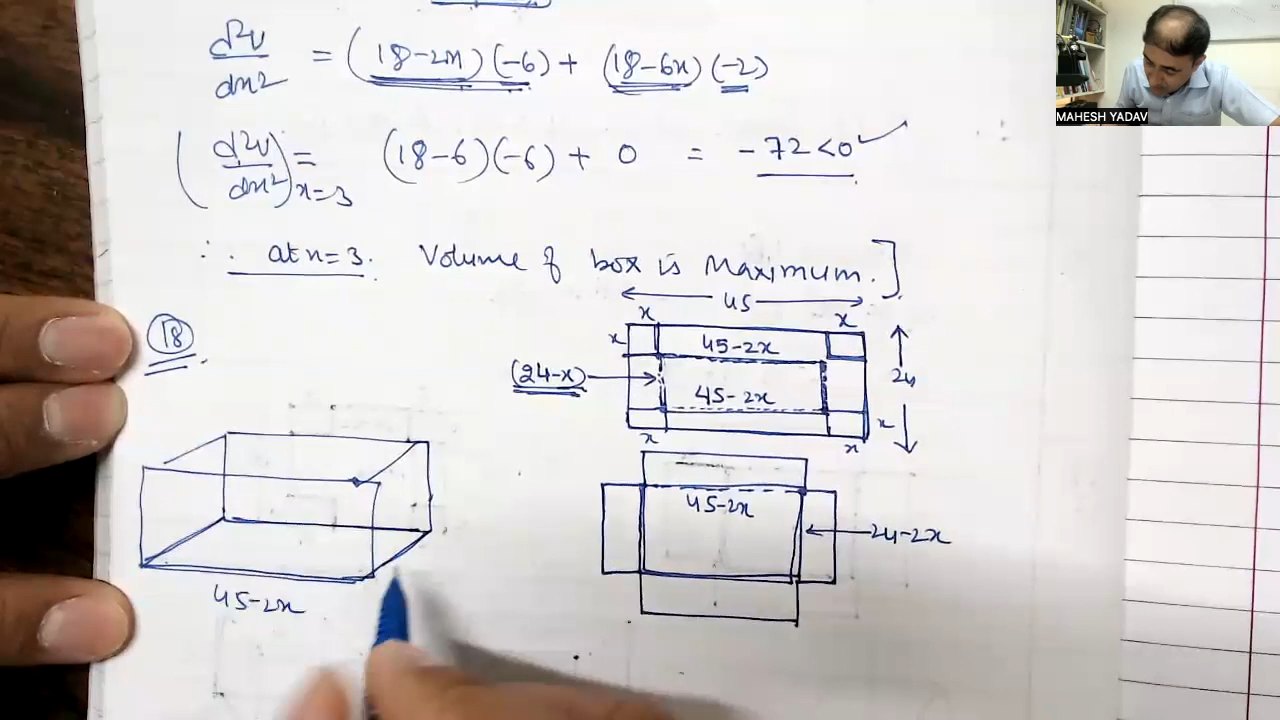 d²v/dx² = (18-2x)(-6) + (18-6x)(-2)
(d²v/dx²)x=3 = (18-6)(-6) + 0 = -72<0 ✓
∴ at x=3. Volume of box is Maximum.]
(18).
45
x x
x 45-2x
(24-x) 24
45-2x
x
x x
45-2x
24-2x
45-2x
MAHESH YADAV